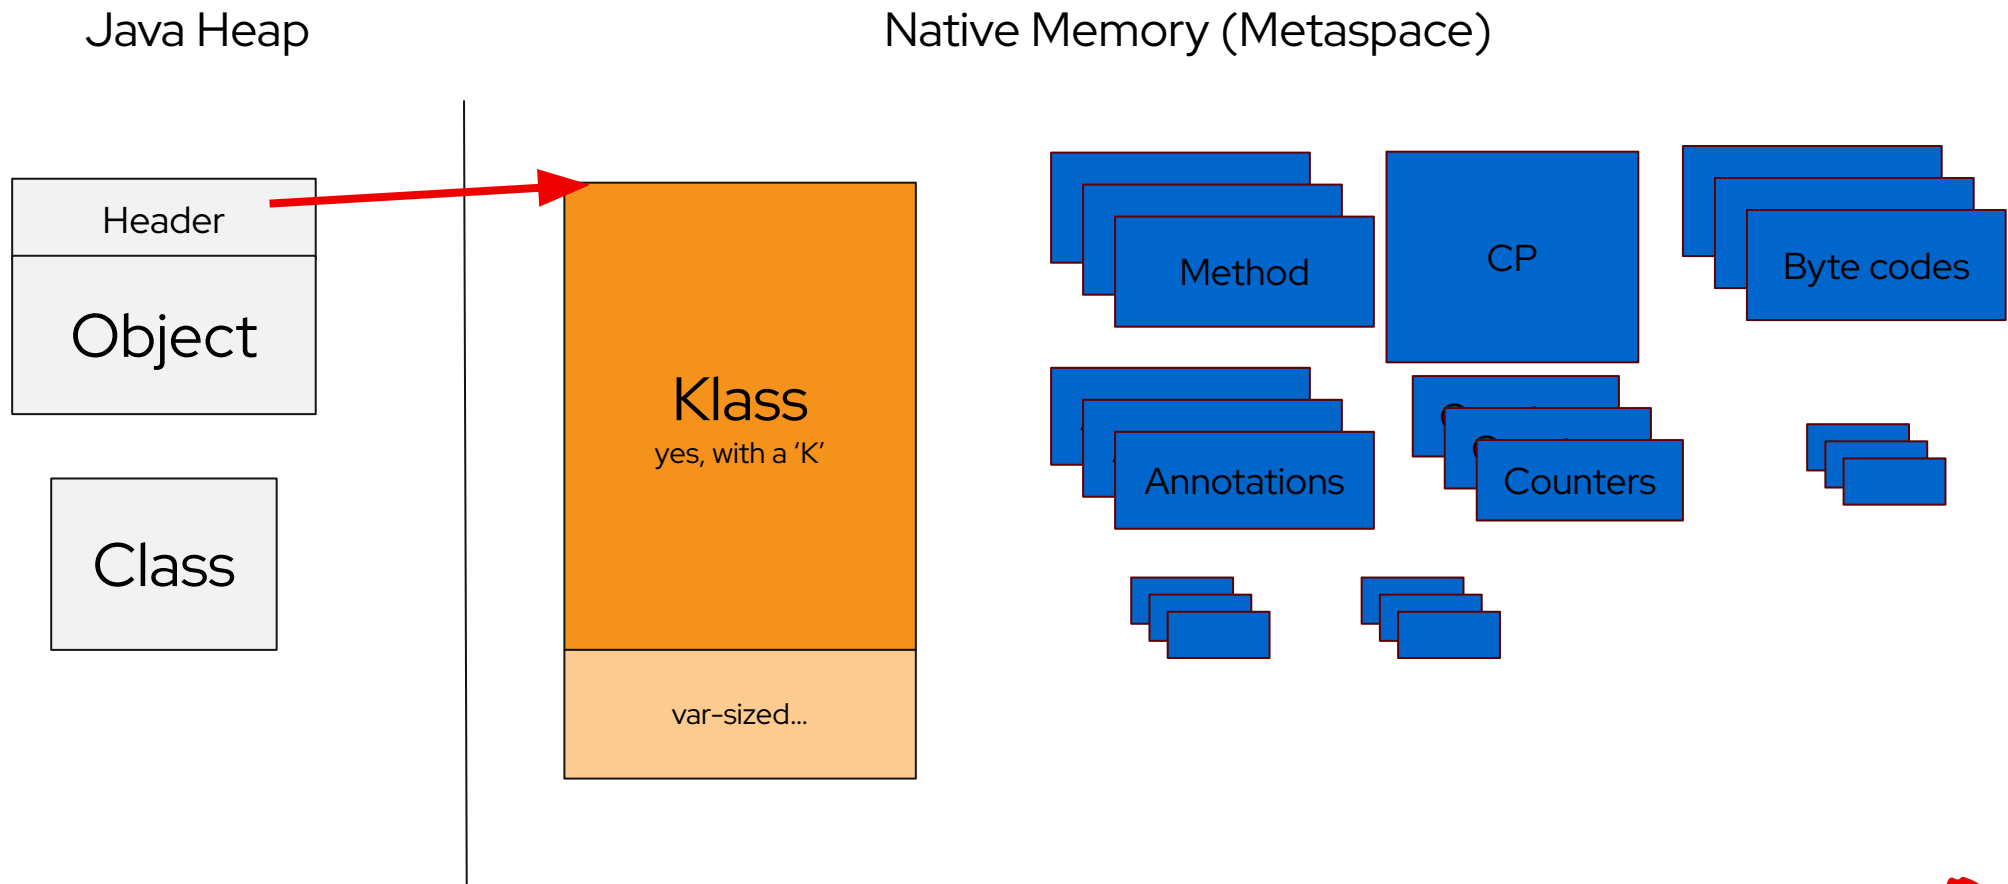 Java Heap
Native Memory (Metaspace)
Header
Object
Class
Klass
yes, with a ‘K’
var-sized...
Method
CP
Byte codes
Annotations
Counters